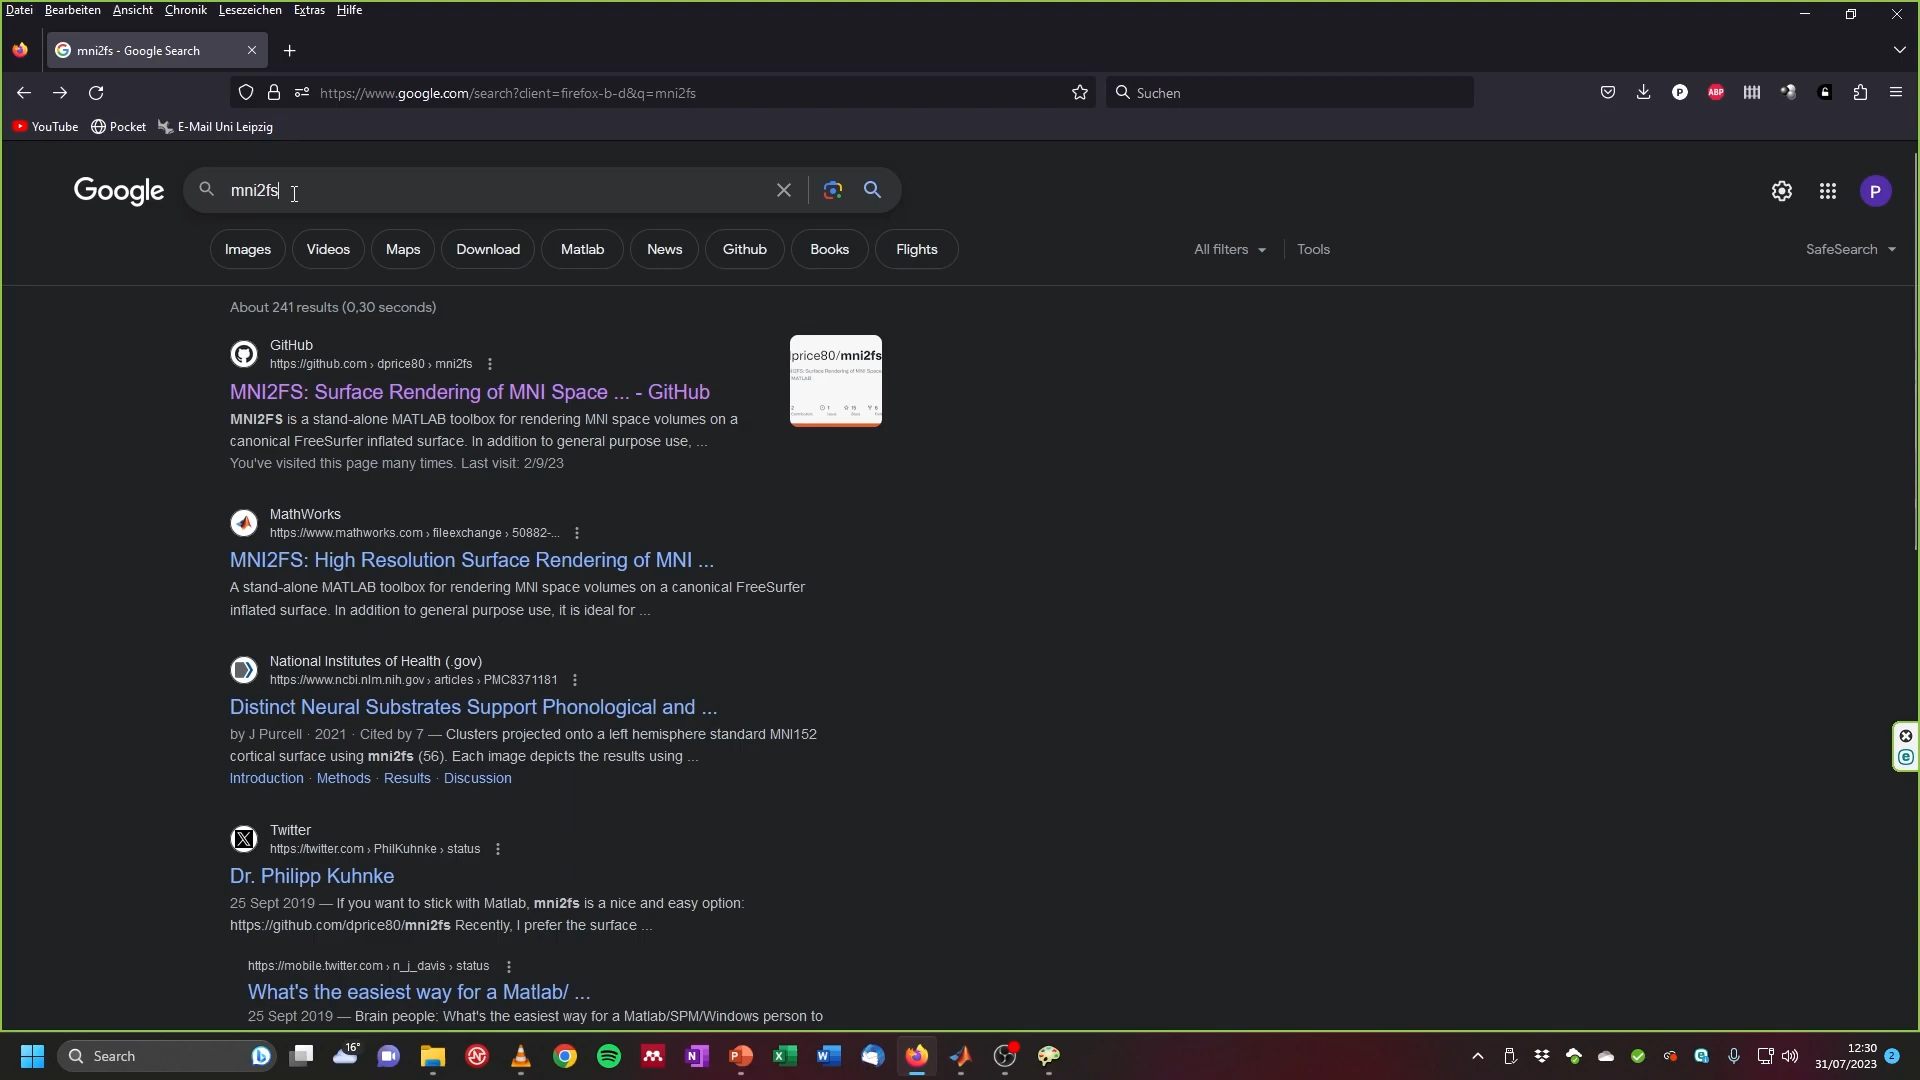 Datei Bearbeiten Ansicht Chronik Lesezeichen Extras Hilfe
mni2fs - Google Search
https://www.google.com/search?client=firefox-b-d&q=mni2fs
Suchen
P
ABP
YouTube Pocket E-Mail Uni Leipzig
Google
mni2fs
P
Images Videos Maps Download Matlab News Github Books Flights
All filters Tools SafeSearch
About 241 results (0,30 seconds)
GitHub
https://github.com › dprice80 › mni2fs
MNI2FS: Surface Rendering of MNI Space ... - GitHub
MNI2FS is a stand-alone MATLAB toolbox for rendering MNI space volumes on a
canonical FreeSurfer inflated surface. In addition to general purpose use, ...
You've visited this page many times. Last visit: 2/9/23
price80/mni2fs
MathWorks
https://www.mathworks.com › fileexchange › 50882-...
MNI2FS: High Resolution Surface Rendering of MNI ...
A stand-alone MATLAB toolbox for rendering MNI space volumes on a canonical FreeSurfer
inflated surface. In addition to general purpose use, it is ideal for ...
National Institutes of Health (.gov)
https://www.ncbi.nlm.nih.gov › articles › PMC8371181
Distinct Neural Substrates Support Phonological and ...
by J Purcell · 2021 · Cited by 7 — Clusters projected onto a left hemisphere standard MNI152
cortical surface using mni2fs (56). Each image depicts the results using ...
Introduction · Methods · Results · Discussion
Twitter
https://twitter.com › PhilKuhnke › status
Dr. Philipp Kuhnke
25 Sept 2019 — If you want to stick with Matlab, mni2fs is a nice and easy option:
https://github.com/dprice80/mni2fs Recently, I prefer the surface ...
https://mobile.twitter.com › n_j_davis › status
What's the easiest way for a Matlab/ ...
25 Sept 2019 — Brain people: What's the easiest way for a Matlab/SPM/Windows person to
Search
16°
12:30
31/07/2023
2